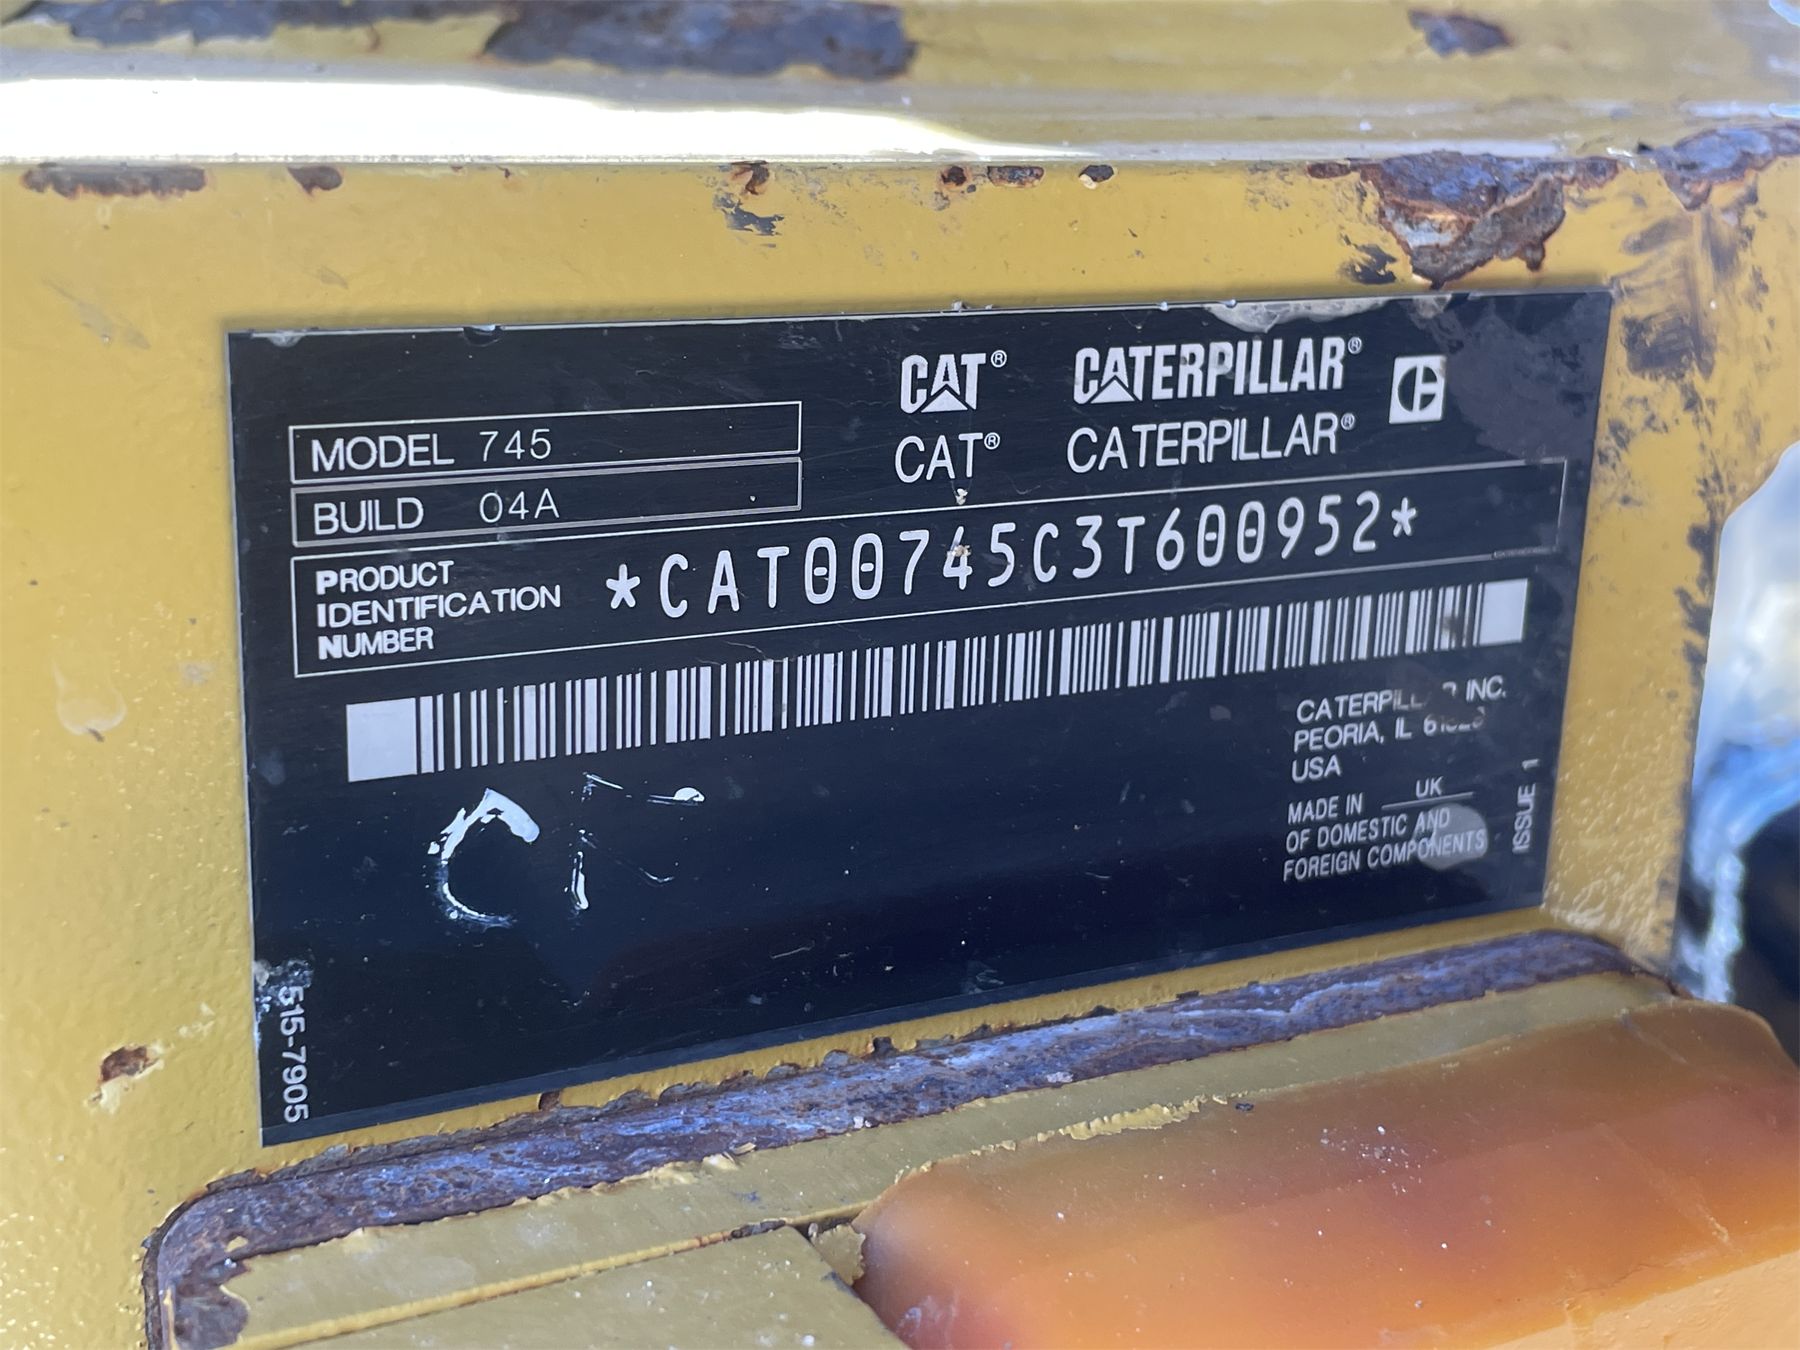 CAT® CATERPILLAR®
CAT® CATERPILLAR®
MODEL 745
BUILD 04A
PRODUCT
IDENTIFICATION
NUMBER
*CAT00745C3T600952*
CATERPILLAR INC.
PEORIA, IL
USA
MADE IN UK
OF DOMESTIC AND
FOREIGN COMPONENTS
ISSUE 1
515-7905